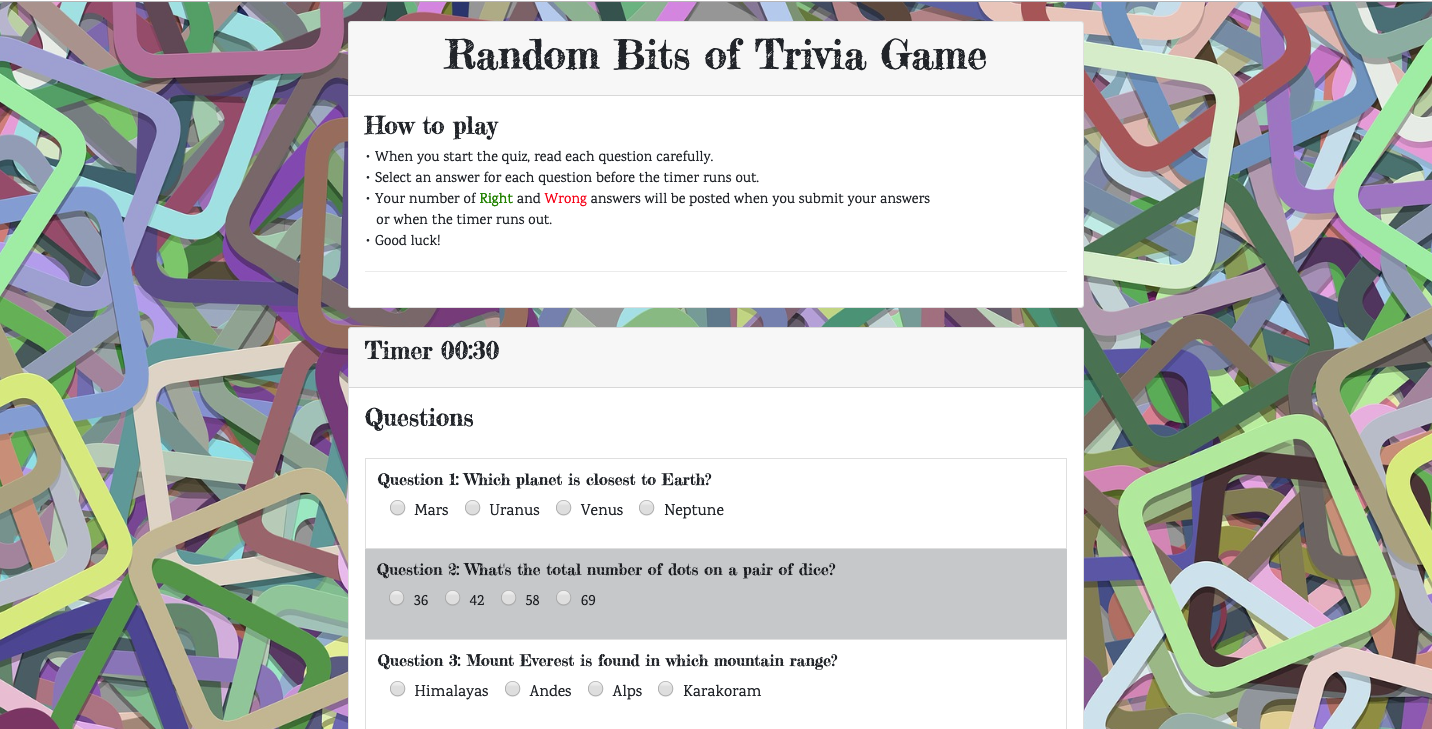 Random Bits of Trivia Game
How to play
• When you start the quiz, read each question carefully.
• Select an answer for each question before the timer runs out.
• Your number of Right and Wrong answers will be posted when you submit your answers
or when the timer runs out.
• Good luck!
Timer 00:30
Questions
Question 1: Which planet is closest to Earth?
Mars Uranus Venus Neptune
Question 2: What's the total number of dots on a pair of dice?
36 42 58 69
Question 3: Mount Everest is found in which mountain range?
Himalayas Andes Alps Karakoram